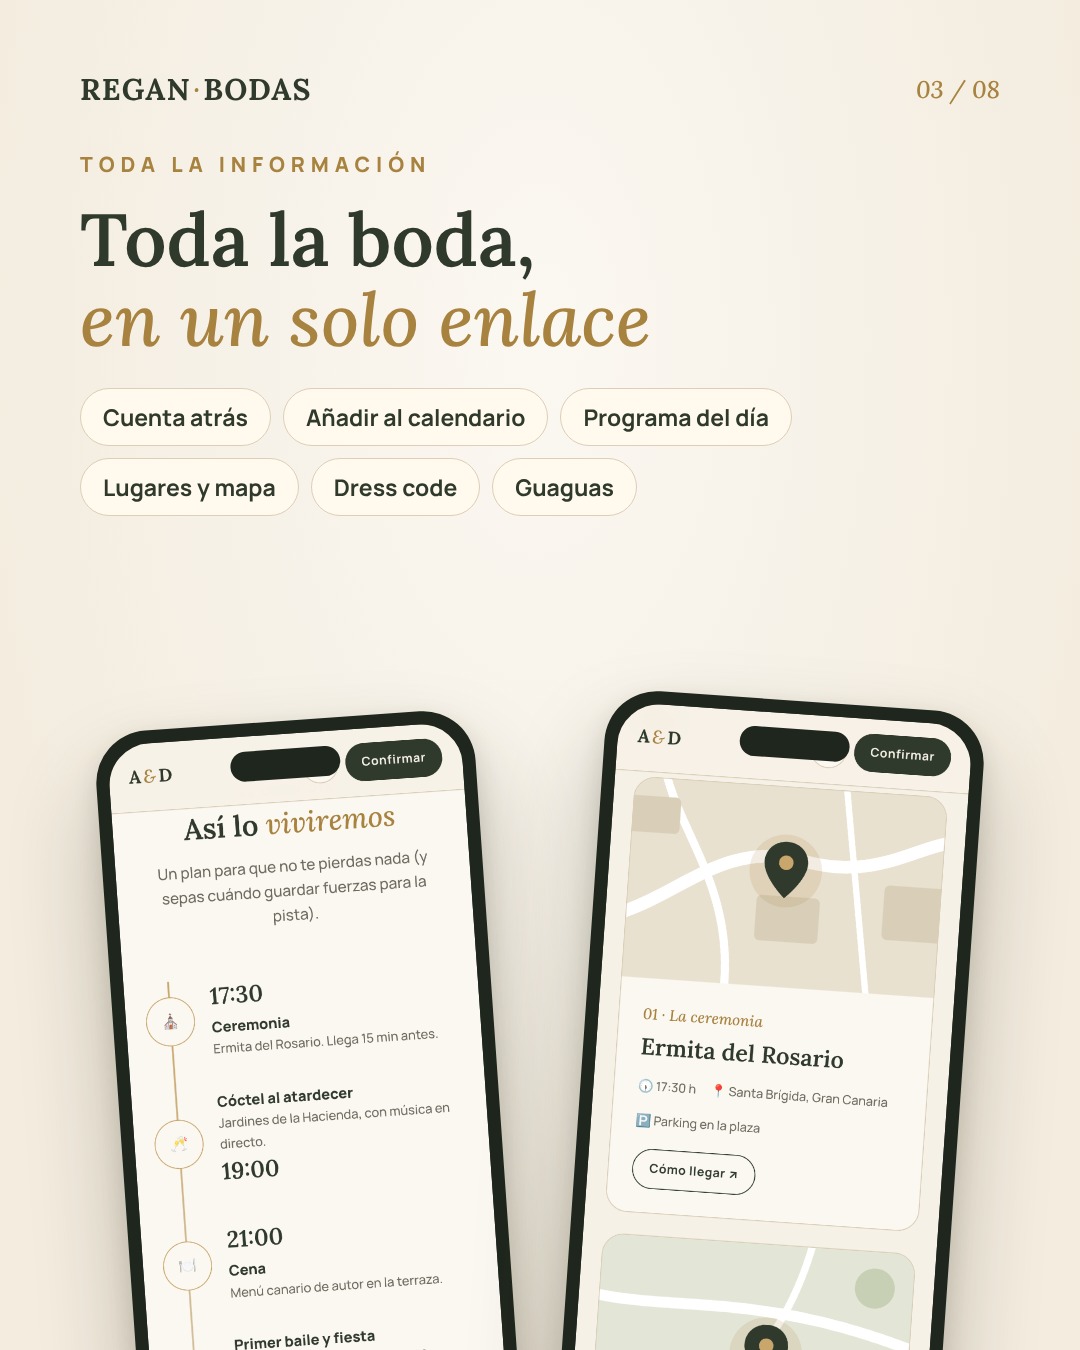 REGAN·BODAS
03 / 08
TODA LA INFORMACIÓN
Toda la boda,
en un solo enlace
Cuenta atrás
Añadir al calendario
Programa del día
Lugares y mapa
Dress code
Guaguas
A&D
Confirmar
Así lo viviremos
Un plan para que no te pierdas nada (y
sepas cuándo guardar fuerzas para la
pista).
17:30
Ceremonia
Ermita del Rosario. Llega 15 min antes.
Cóctel al atardecer
Jardines de la Hacienda, con música en
directo.
19:00
21:00
Cena
Menú canario de autor en la terraza.
Primer baile y fiesta
A&D
Confirmar
01 · La ceremonia
Ermita del Rosario
17:30 h
Santa Brígida, Gran Canaria
🅿️ Parking en la plaza
Cómo llegar ↗